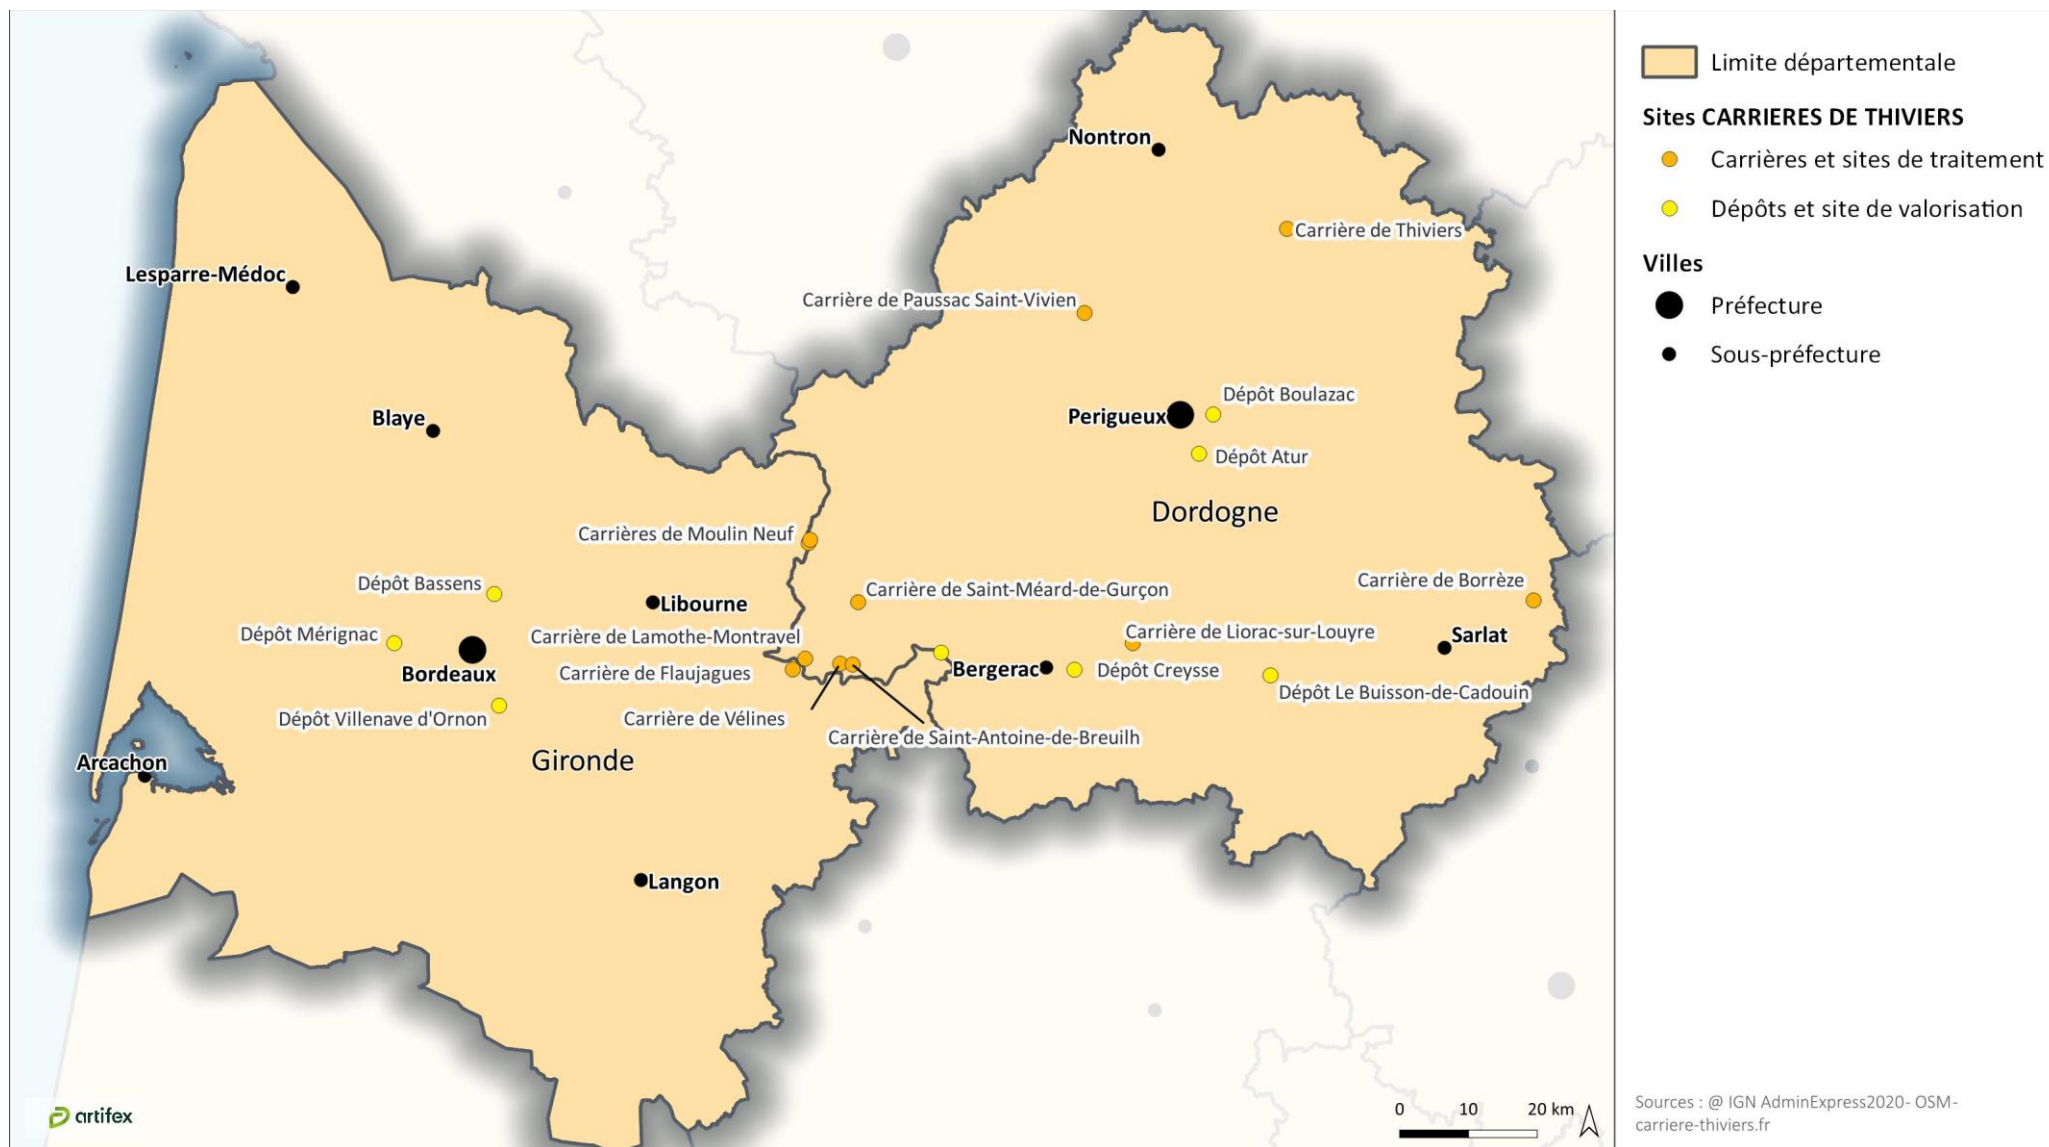 Nontron
Carrière de Thiviers
Lesparre-Médoc
Carrière de Paussac Saint-Vivien
Blaye
Dépôt Boulazac
Perigueux
Dépôt Atur
Dordogne
Carrières de Moulin Neuf
Dépôt Bassens
Carrière de Saint-Méard-de-Gurçon
Carrière de Borrèze
Libourne
Dépôt Mérignac
Carrière de Lamothe-Montravel
Carrière de Liorac-sur-Louyre
Sarlat
Bordeaux
Carrière de Flaujagues
Bergerac
Dépôt Creysse
Dépôt Le Buisson-de-Cadouin
Dépôt Villenave d'Ornon
Carrière de Vélines
Carrière de Saint-Antoine-de-Breuilh
Gironde
Arcachon
Langon
artifex
0 10 20 km
Limite départementale
Sites CARRIERES DE THIVIERS
Carrières et sites de traitement
Dépôts et site de valorisation
Villes
Préfecture
Sous-préfecture
Sources : @ IGN AdminExpress2020- OSM-
carriere-thiviers.fr